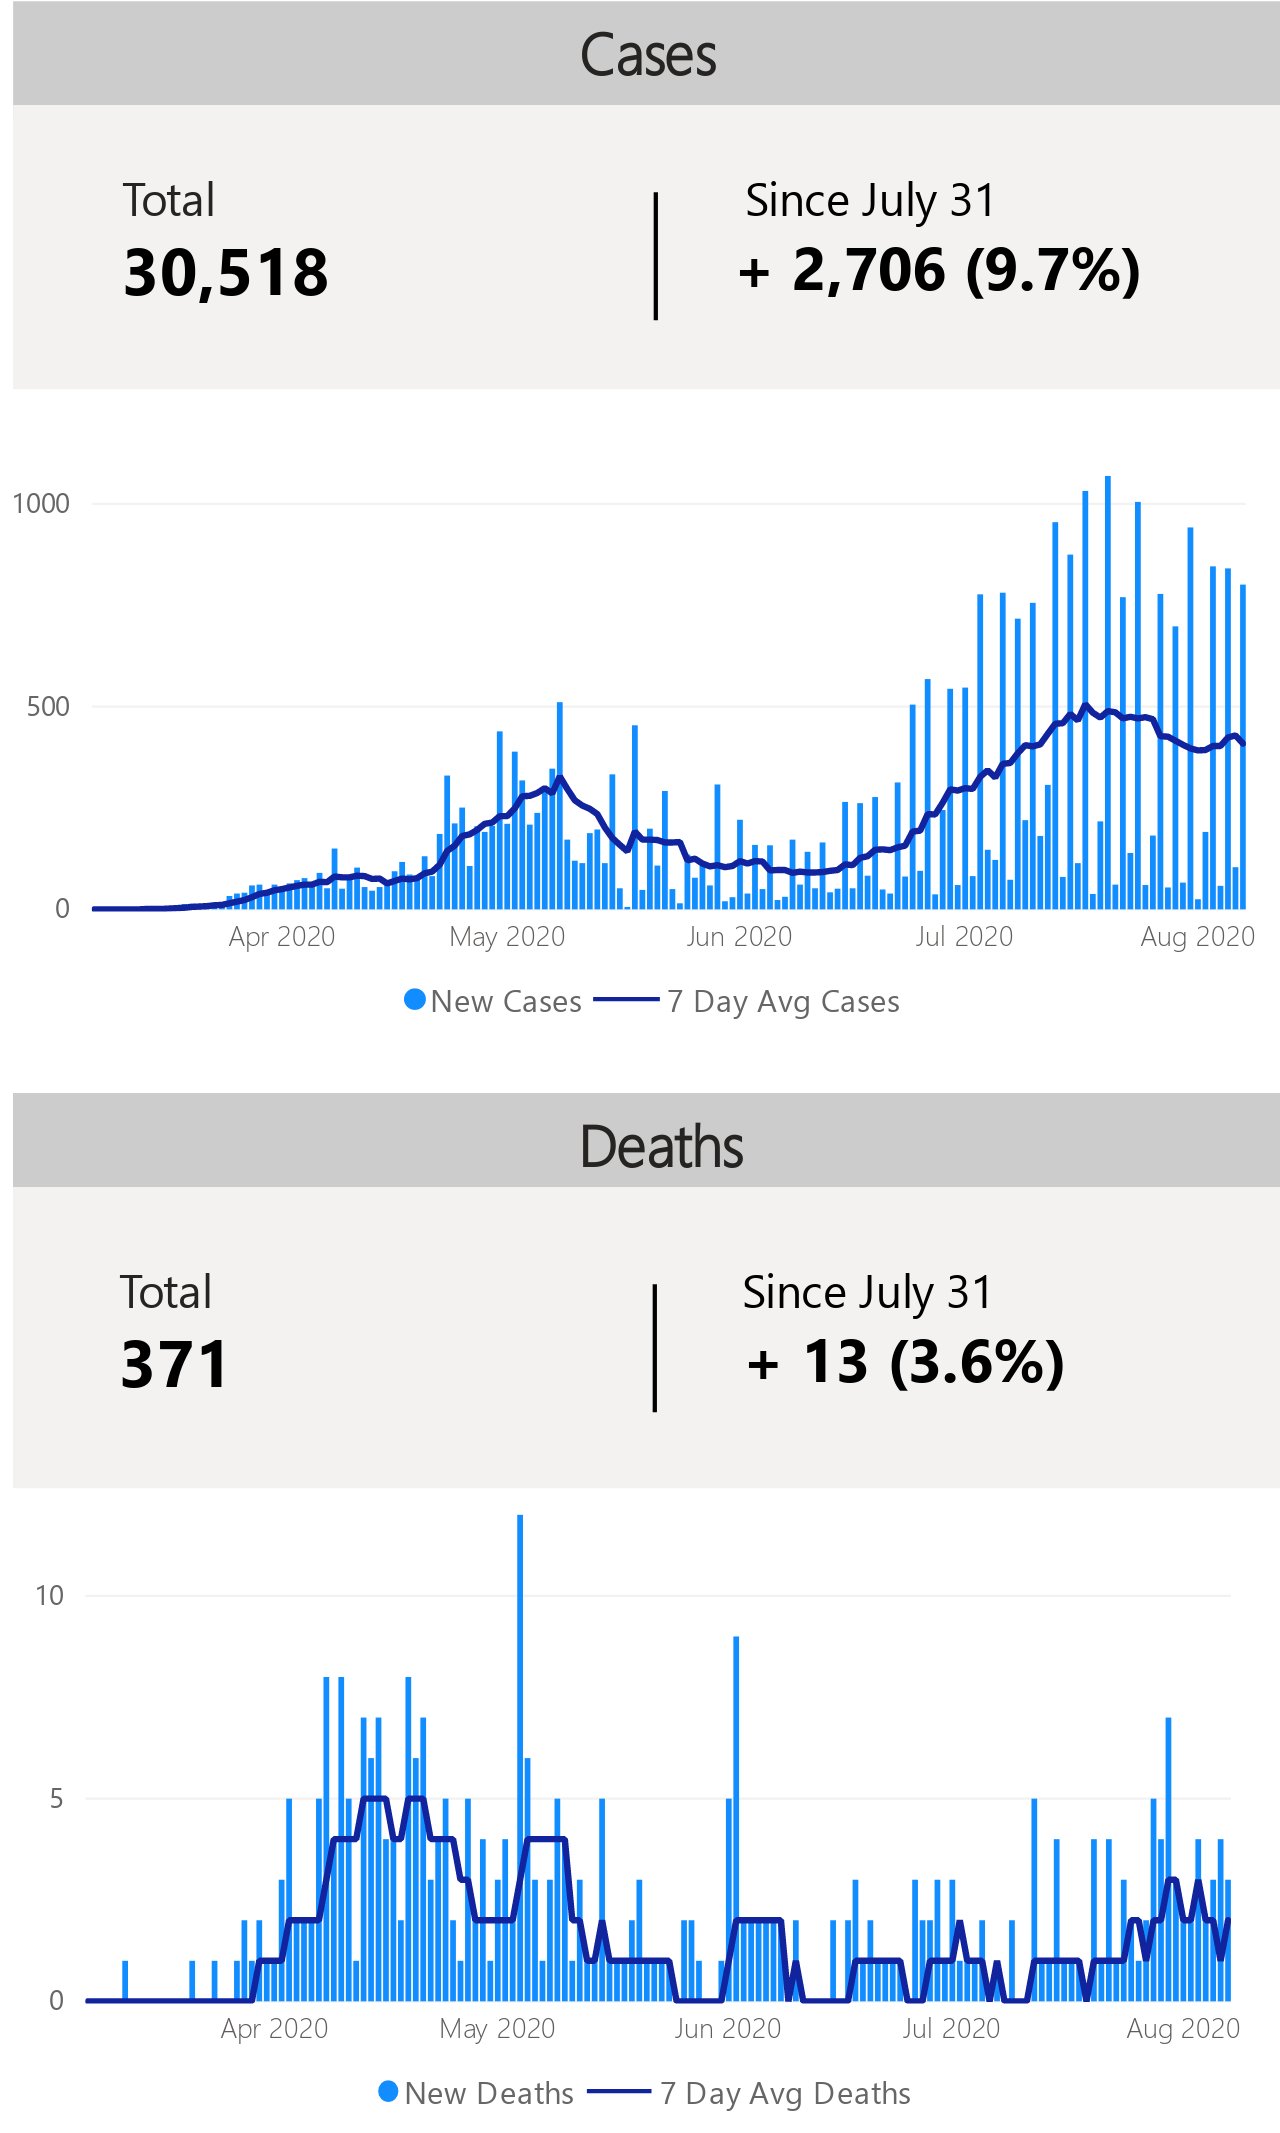 Cases
Total
Since July 31
30,518
+ 2,706 (9.7%)
1000
500
0
Apr 2020
May 2020
Jun 2020
Jul 2020
Aug 2020
New Cases
7 Day Avg Cases
Deaths
Total
Since July 31
371
+ 13 (3.6%)
10
5
0
Apr 2020
May 2020
Jun 2020
Jul 2020
Aug 2020
New Deaths
7 Day Avg Deaths